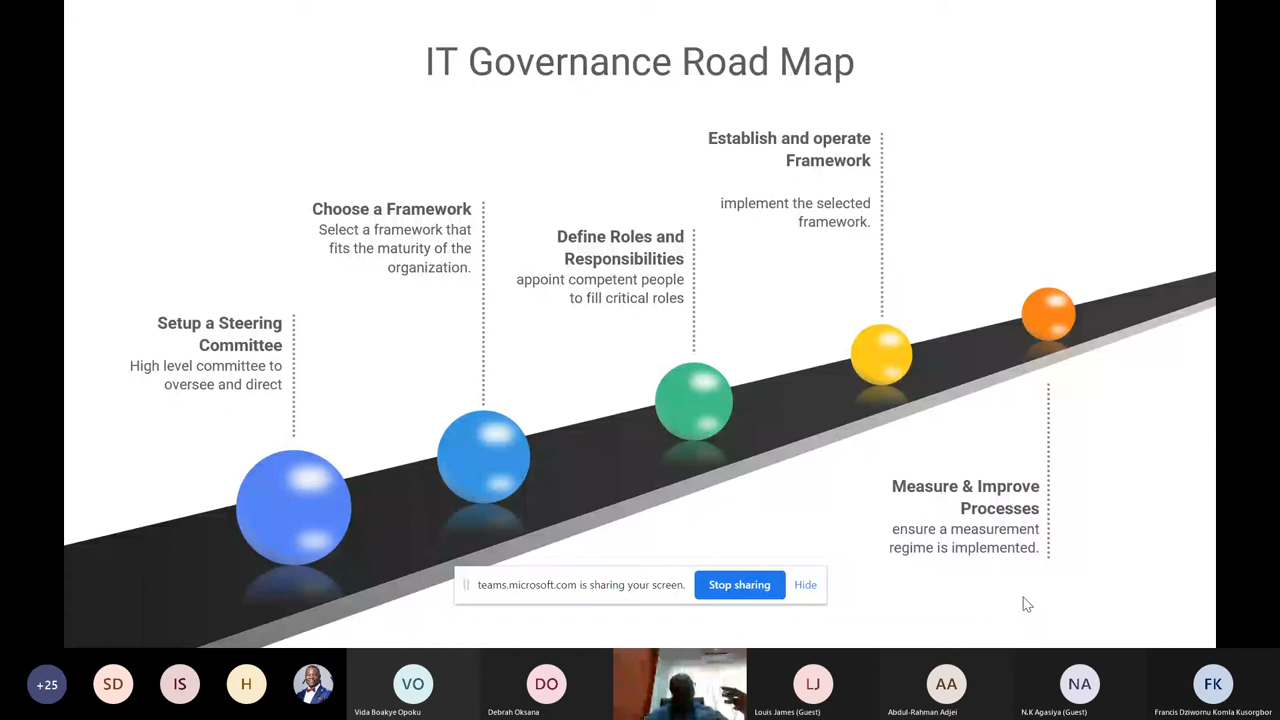 IT Governance Road Map
Establish and operate
Framework
implement the selected
framework.
Choose a Framework
Select a framework that
fits the maturity of the
organization.
Define Roles and
Responsibilities
appoint competent people
to fill critical roles
Setup a Steering
Committee
High level committee to
oversee and direct
Measure & Improve
Processes
ensure a measurement
regime is implemented.
teams.microsoft.com is sharing your screen.
Stop sharing
Hide
+25
SD
IS
H
VO
Vida Boakye Opoku
DO
Debrah Oksana
LJ
Louis James (Guest)
AA
Abdul-Rahman Adjei
NA
N.K Agasiya (Guest)
FK
Francis Dziwornu Komla Kusorgbor